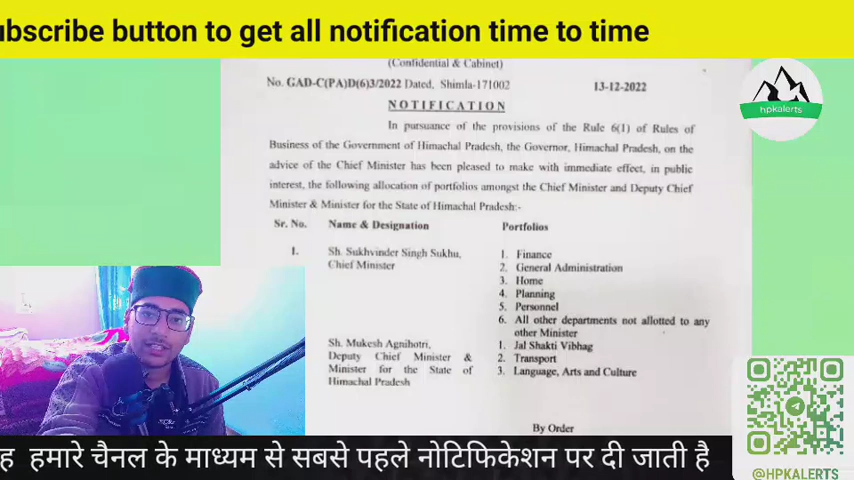 ubscribe button to get all notification time to time
(Confidential & Cabinet)
No. GAD-C(PA)D(6)3/2022 Dated, Shimla-171002 13-12-2022
NOTIFICATION
In pursuance of the provisions of the Rule 6(1) of Rules of
Business of the Government of Himachal Pradesh, the Governor, Himachal Pradesh, on
the advice of the Chief Minister has been pleased to make with immediate effect, in public
interest, the following allocation of portfolios amongst the Chief Minister and Deputy Chief
Minister & Minister for the State of Himachal Pradesh:-
Sr. No. Name & Designation Portfolios
1. Sh. Sukhvinder Singh Sukhu,
Chief Minister
1. Finance
2. General Administration
3. Home
4. Planning
5. Personnel
6. All other departments not allotted to any
other Minister
Sh. Mukesh Agnihotri,
Deputy Chief Minister &
Minister for the State of
Himachal Pradesh
1. Jal Shakti Vibhag
2. Transport
3. Language, Arts and Culture
By Order
hpkalerts
ह हमारे चैनल के माध्यम से सबसे पहले नोटिफिकेशन पर दी जाती है
@HPKALERTS